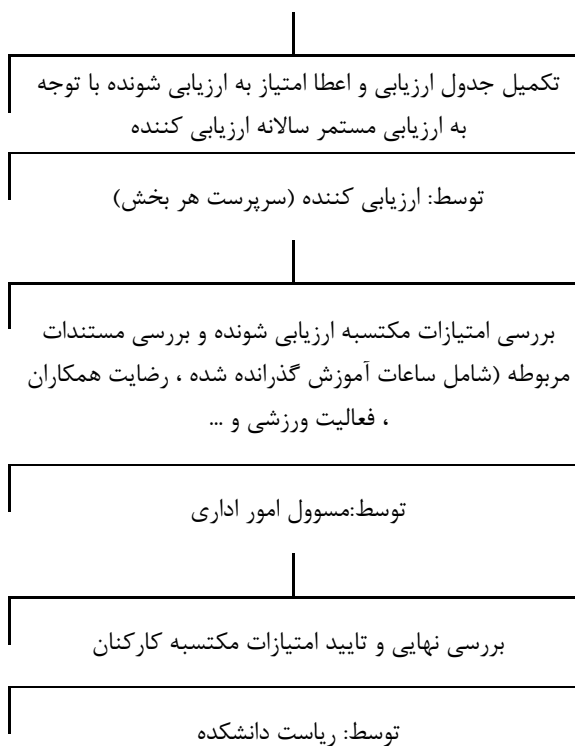 تکمیل جدول ارزیابی و اعطا امتیاز به ارزیابی شونده با توجه
به ارزیابی مستمر سالانه ارزیابی کننده
توسط: ارزیابی کننده (سرپرست هر بخش)
بررسی امتیازات مکتسبه ارزیابی شونده و بررسی مستندات
مربوطه (شامل ساعات آموزش گذرانده شده ، رضایت همکاران
، فعالیت ورزشی و ...
توسط:مسوول امور اداری
بررسی نهایی و تایید امتیازات مکتسبه کارکنان
توسط: ریاست دانشکده